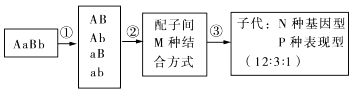 AaBb
①
AB
Ab
aB
ab
②
配子间
M种结
合方式
③
子代:N种基因型
P种表现型
(12:3:1)